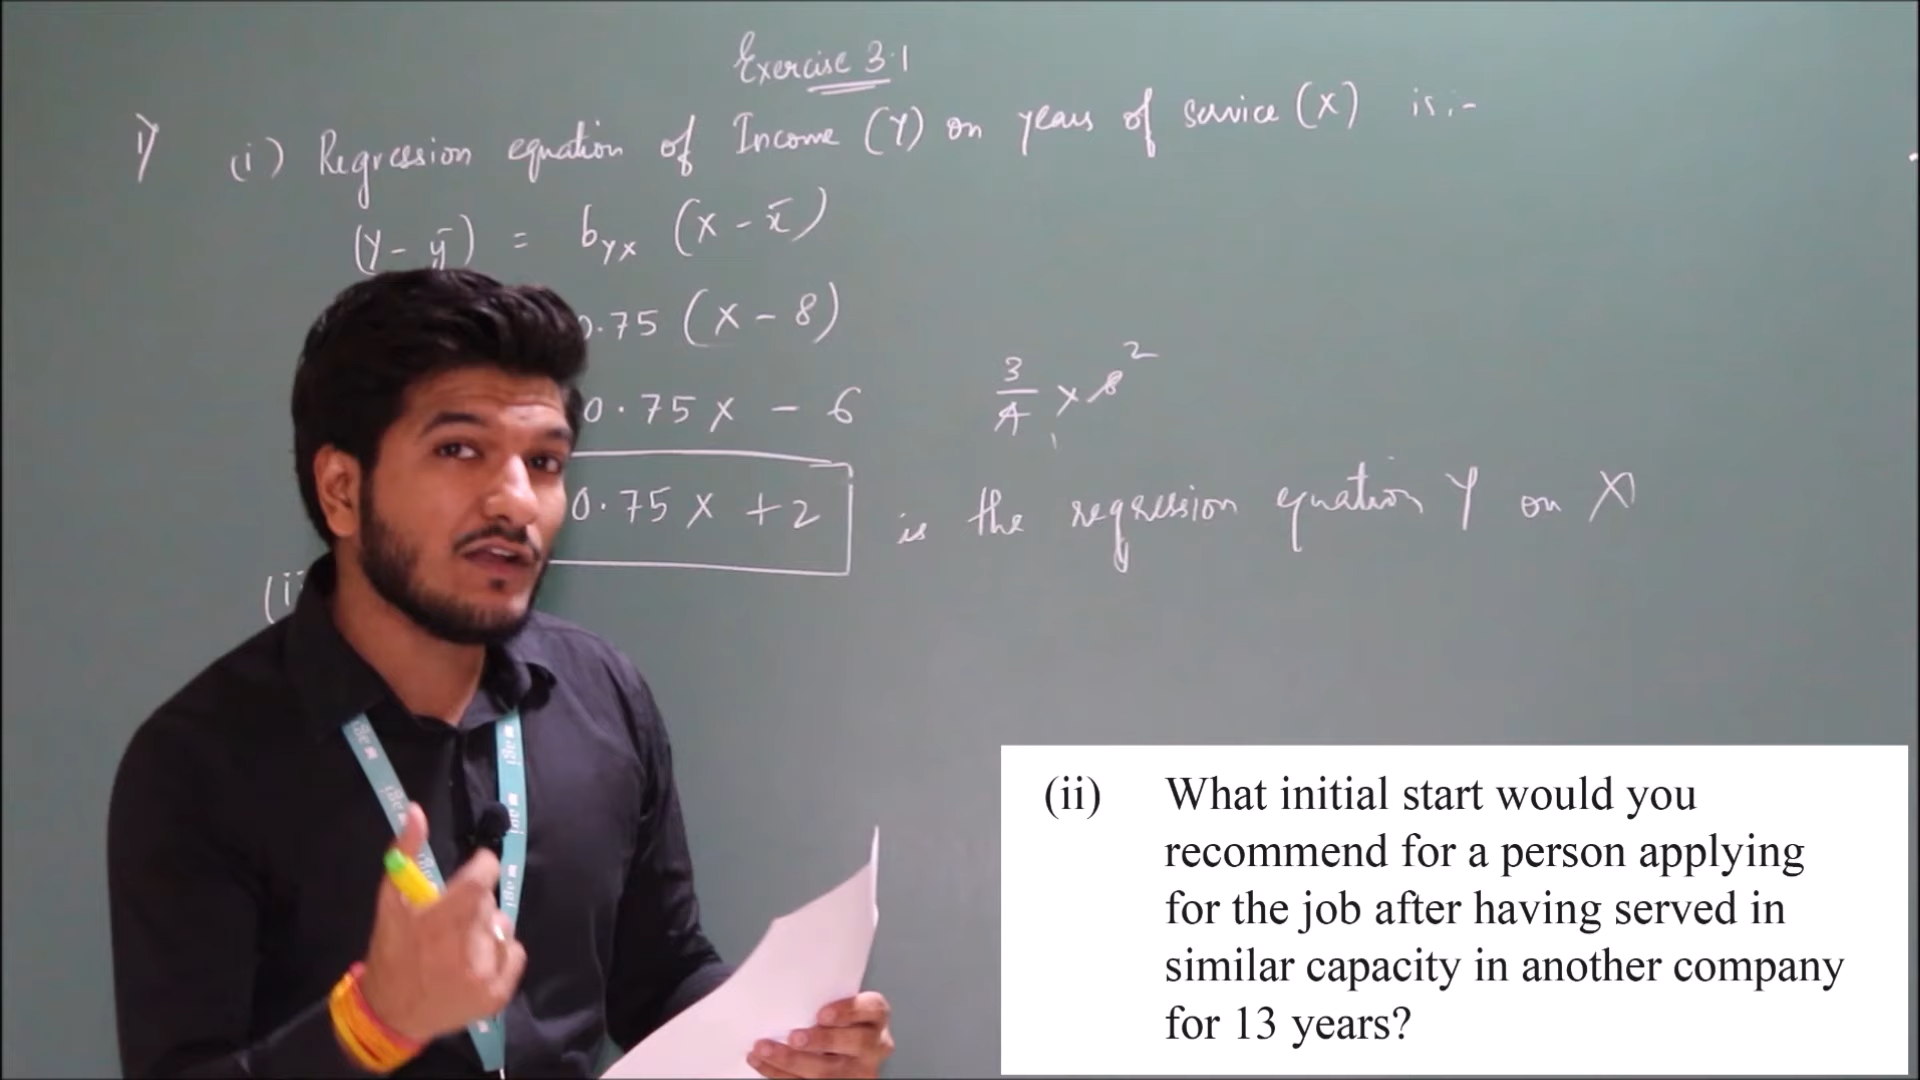 Exercise 3.1
1) (i) Regression equation of Income (Y) on years of service (X) is:-
(Y - ȳ) = bYX (X - x̄)
0.75 (X - 8)
0.75 X - 6
3/4 × 8 2
1
0.75 X + 2 is the regression equation Y on X
(ii
(ii) What initial start would you
recommend for a person applying
for the job after having served in
similar capacity in another company
for 13 years?